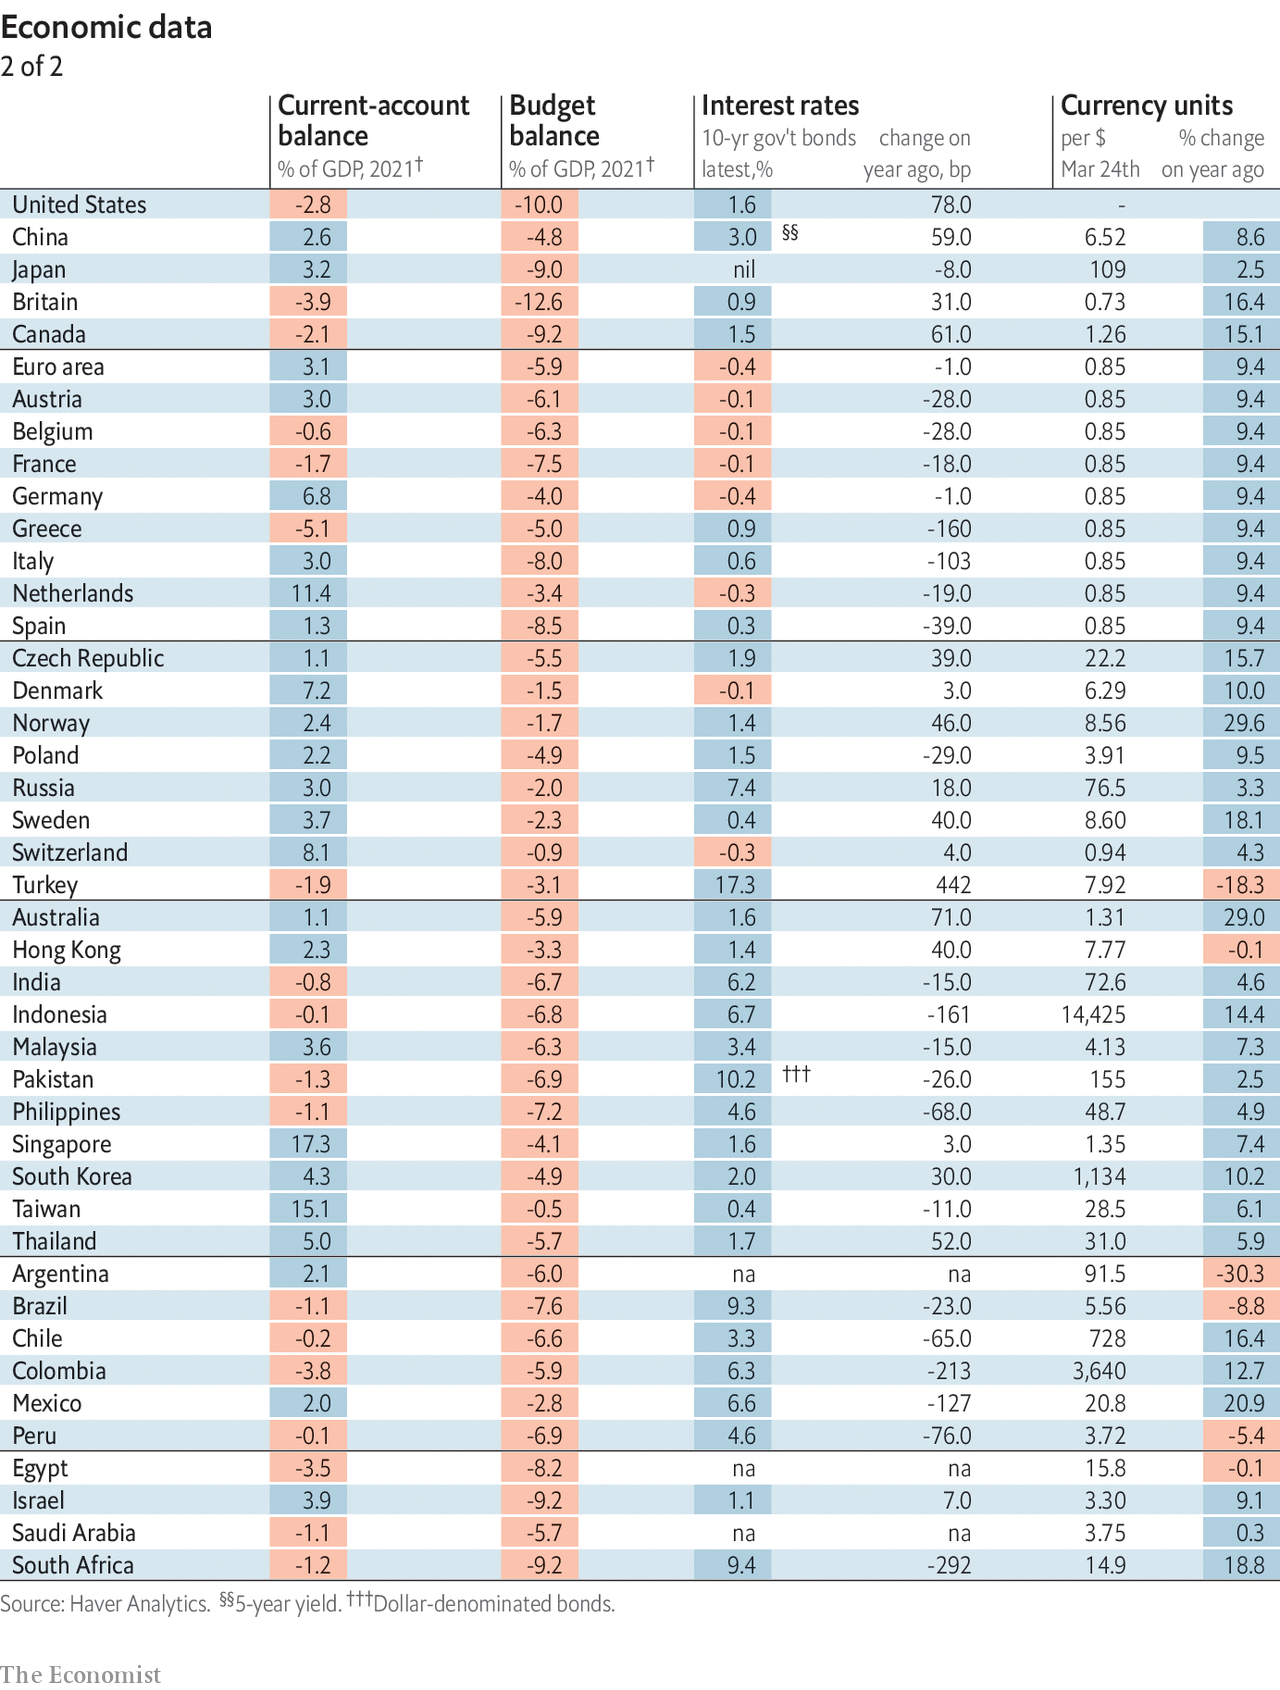 Economic data
2 of 2
Current-account balance % of GDP, 2021† Budget balance % of GDP, 2021† Interest rates 10-yr gov't bonds latest,% change on year ago, bp Currency units per $ Mar 24th % change on year ago
United States -2.8 -10.0 1.6 78.0 -
China 2.6 -4.8 3.0 §§ 59.0 6.52 8.6
Japan 3.2 -9.0 nil -8.0 109 2.5
Britain -3.9 -12.6 0.9 31.0 0.73 16.4
Canada -2.1 -9.2 1.5 61.0 1.26 15.1
Euro area 3.1 -5.9 -0.4 -1.0 0.85 9.4
Austria 3.0 -6.1 -0.1 -28.0 0.85 9.4
Belgium -0.6 -6.3 -0.1 -28.0 0.85 9.4
France -1.7 -7.5 -0.1 -18.0 0.85 9.4
Germany 6.8 -4.0 -0.4 -1.0 0.85 9.4
Greece -5.1 -5.0 0.9 -160 0.85 9.4
Italy 3.0 -8.0 0.6 -103 0.85 9.4
Netherlands 11.4 -3.4 -0.3 -19.0 0.85 9.4
Spain 1.3 -8.5 0.3 -39.0 0.85 9.4
Czech Republic 1.1 -5.5 1.9 39.0 22.2 15.7
Denmark 7.2 -1.5 -0.1 3.0 6.29 10.0
Norway 2.4 -1.7 1.4 46.0 8.56 29.6
Poland 2.2 -4.9 1.5 -29.0 3.91 9.5
Russia 3.0 -2.0 7.4 18.0 76.5 3.3
Sweden 3.7 -2.3 0.4 40.0 8.60 18.1
Switzerland 8.1 -0.9 -0.3 4.0 0.94 4.3
Turkey -1.9 -3.1 17.3 442 7.92 -18.3
Australia 1.1 -5.9 1.6 71.0 1.31 29.0
Hong Kong 2.3 -3.3 1.4 40.0 7.77 -0.1
India -0.8 -6.7 6.2 -15.0 72.6 4.6
Indonesia -0.1 -6.8 6.7 -161 14,425 14.4
Malaysia 3.6 -6.3 3.4 -15.0 4.13 7.3
Pakistan -1.3 -6.9 10.2 ††† -26.0 155 2.5
Philippines -1.1 -7.2 4.6 -68.0 48.7 4.9
Singapore 17.3 -4.1 1.6 3.0 1.35 7.4
South Korea 4.3 -4.9 2.0 30.0 1,134 10.2
Taiwan 15.1 -0.5 0.4 -11.0 28.5 6.1
Thailand 5.0 -5.7 1.7 52.0 31.0 5.9
Argentina 2.1 -6.0 na na 91.5 -30.3
Brazil -1.1 -7.6 9.3 -23.0 5.56 -8.8
Chile -0.2 -6.6 3.3 -65.0 728 16.4
Colombia -3.8 -5.9 6.3 -213 3,640 12.7
Mexico 2.0 -2.8 6.6 -127 20.8 20.9
Peru -0.1 -6.9 4.6 -76.0 3.72 -5.4
Egypt -3.5 -8.2 na na 15.8 -0.1
Israel 3.9 -9.2 1.1 7.0 3.30 9.1
Saudi Arabia -1.1 -5.7 na na 3.75 0.3
South Africa -1.2 -9.2 9.4 -292 14.9 18.8
Source: Haver Analytics. §§5-year yield. †††Dollar-denominated bonds.
The Economist